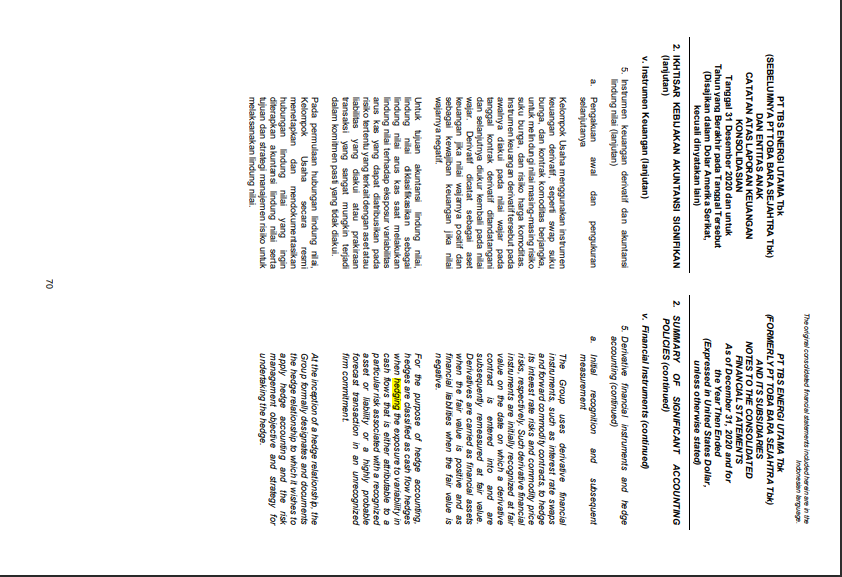 The original consolidated financial statements included herein are in the
Indonesian language.
PT TBS ENERGI UTAMA Tbk
(SEBELUMNYA PT TOBA BARA SEJAHTRA Tbk)
DAN ENTITAS ANAK
CATATAN ATAS LAPORAN KEUANGAN
KONSOLIDASIAN
Tanggal 31 Desember 2020 dan untuk
Tahun yang Berakhir pada Tanggal Tersebut
(Disajikan dalam Dolar Amerika Serikat,
kecuali dinyatakan lain)
PT TBS ENERGI UTAMA Tbk
(FORMERLY PT TOBA BARA SEJAHTRA Tbk)
AND ITS SUBSIDIARIES
NOTES TO THE CONSOLIDATED
FINANCIAL STATEMENTS
As of December 31, 2020 and for
the Year Then Ended
(Expressed in United States Dollar,
unless otherwise stated)
2. IKHTISAR KEBIJAKAN AKUNTANSI SIGNIFIKAN
(lanjutan)
v. Instrumen Keuangan (lanjutan)
5. Instrumen keuangan derivatif dan akuntansi
lindung nilai (lanjutan)
a. Pengakuan awal dan pengukuran
selanjutnya
Kelompok Usaha menggunakan instrumen
keuangan derivatif, seperti swap suku
bunga, dan kontrak komoditas berjangka,
untuk melindungi nilai masing-masing risiko
suku bunga, dan risiko harga komoditas.
Instrumen keuangan derivatif tersebut pada
awalnya diakui pada nilai wajar pada
tanggal kontrak derivatif ditandatangani
dan selanjutnya diukur kembali pada nilai
wajar. Derivatif dicatat sebagai aset
keuangan jika nilai wajarnya positif dan
sebagai kewajiban keuangan jika nilai
wajarnya negatif.
Untuk tujuan akuntansi lindung nilai,
lindung nilai diklasifikasikan sebagai
lindung nilai arus kas saat melakukan
lindung nilai terhadap eksposur variabilitas
arus kas yang dapat diatribusikan pada
risiko tertentu yang terkait dengan aset atau
liabilitas yang diakui atau prakiraan
transaksi yang sangat mungkin terjadi
dalam komitmen pasti yang tidak diakui.
Pada permulaan hubungan lindung nilai,
Kelompok Usaha secara resmi
menetapkan dan mendokumentasikan
hubungan lindung nilai yang ingin
diterapkan akuntansi lindung nilai serta
tujuan dan strategi manajemen risiko untuk
melaksanakan lindung nilai.
2. SUMMARY OF SIGNIFICANT ACCOUNTING
POLICIES (continued)
v. Financial Instruments (continued)
5. Derivative financial instruments and hedge
accounting (continued)
a. Initial recognition and subsequent
measurement
The Group uses derivative financial
instruments, such as interest rate swaps
and forward commodity contracts, to hedge
its interest rate risks and commodity price
risks, respectively. Such derivative financial
instruments are initially recognized at fair
value on the date on which a derivative
contract is entered into and are
subsequently remeasured at fair value.
Derivatives are carried as financial assets
when the fair value is positive and as
financial liabilities when the fair value is
negative.
For the purpose of hedge accounting,
hedges are classified as cash flow hedges
when hedging the exposure to variability in
cash flows that is either attributable to a
particular risk associated with a recognized
asset or liability or a highly probable
forecast transaction in an unrecognized
firm commitment.
At the inception of a hedge relationship, the
Group formally designates and documents
the hedge relationship to which it wishes to
apply hedge accounting and the risk
management objective and strategy for
undertaking the hedge.
70